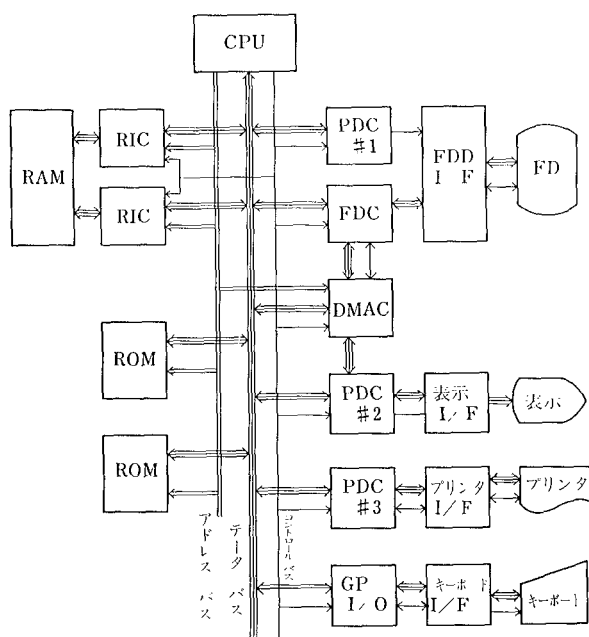 CPU
RAM
RIC
RIC
PDC
#1
FDD
I F
FD
FDC
DMAC
ROM
ROM
PDC
#2
表示
I/F
表示
PDC
#3
プリンタ
I/F
プリンタ
アドレス バス
データ バス
コントロール バス
GP
I/O
キーボード
I/F
キーボード